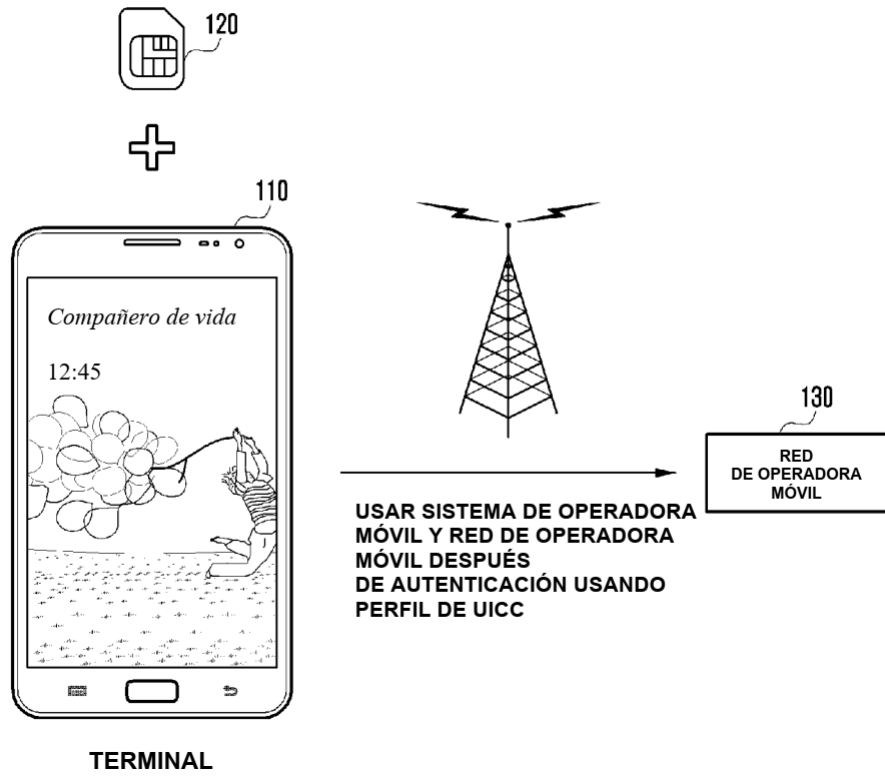 120
110
Compañero de vida
12:45
130
RED
DE OPERADORA
MÓVIL
USAR SISTEMA DE OPERADORA
MÓVIL Y RED DE OPERADORA
MÓVIL DESPUÉS
DE AUTENTICACIÓN USANDO
PERFIL DE UICC
TERMINAL